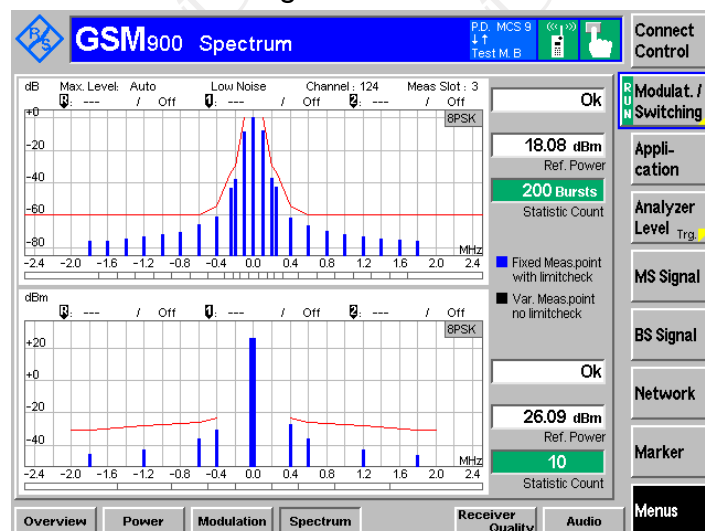 R&S
GSM900 Spectrum
P.D. MCS 9
Test M. B
Connect Control
dB Max. Level: Auto Low Noise Channel: 124 Meas Slot: 3
R: --- / Off 1: --- / Off 2: --- / Off
8PSK
+0
-20
-40
-60
-80
MHz
-2.4 -2.0 -1.6 -1.2 -0.8 -0.4 0.0 0.4 0.8 1.2 1.6 2.0 2.4
Ok
18.08 dBm
Ref. Power
200 Bursts
Statistic Count
Fixed Meas.point
with limitcheck
Var. Meas.point
no limitcheck
dBm
R: --- / Off 1: --- / Off 2: --- / Off
8PSK
+20
+0
-20
-40
MHz
-2.4 -2.0 -1.6 -1.2 -0.8 -0.4 0.0 0.4 0.8 1.2 1.6 2.0 2.4
Ok
26.09 dBm
Ref. Power
10
Statistic Count
RUN
Modulat. /
Switching
Appli-
cation
Analyzer
Level Trg.
MS Signal
BS Signal
Network
Marker
Menus
Overview Power Modulation Spectrum Receiver Quality Audio